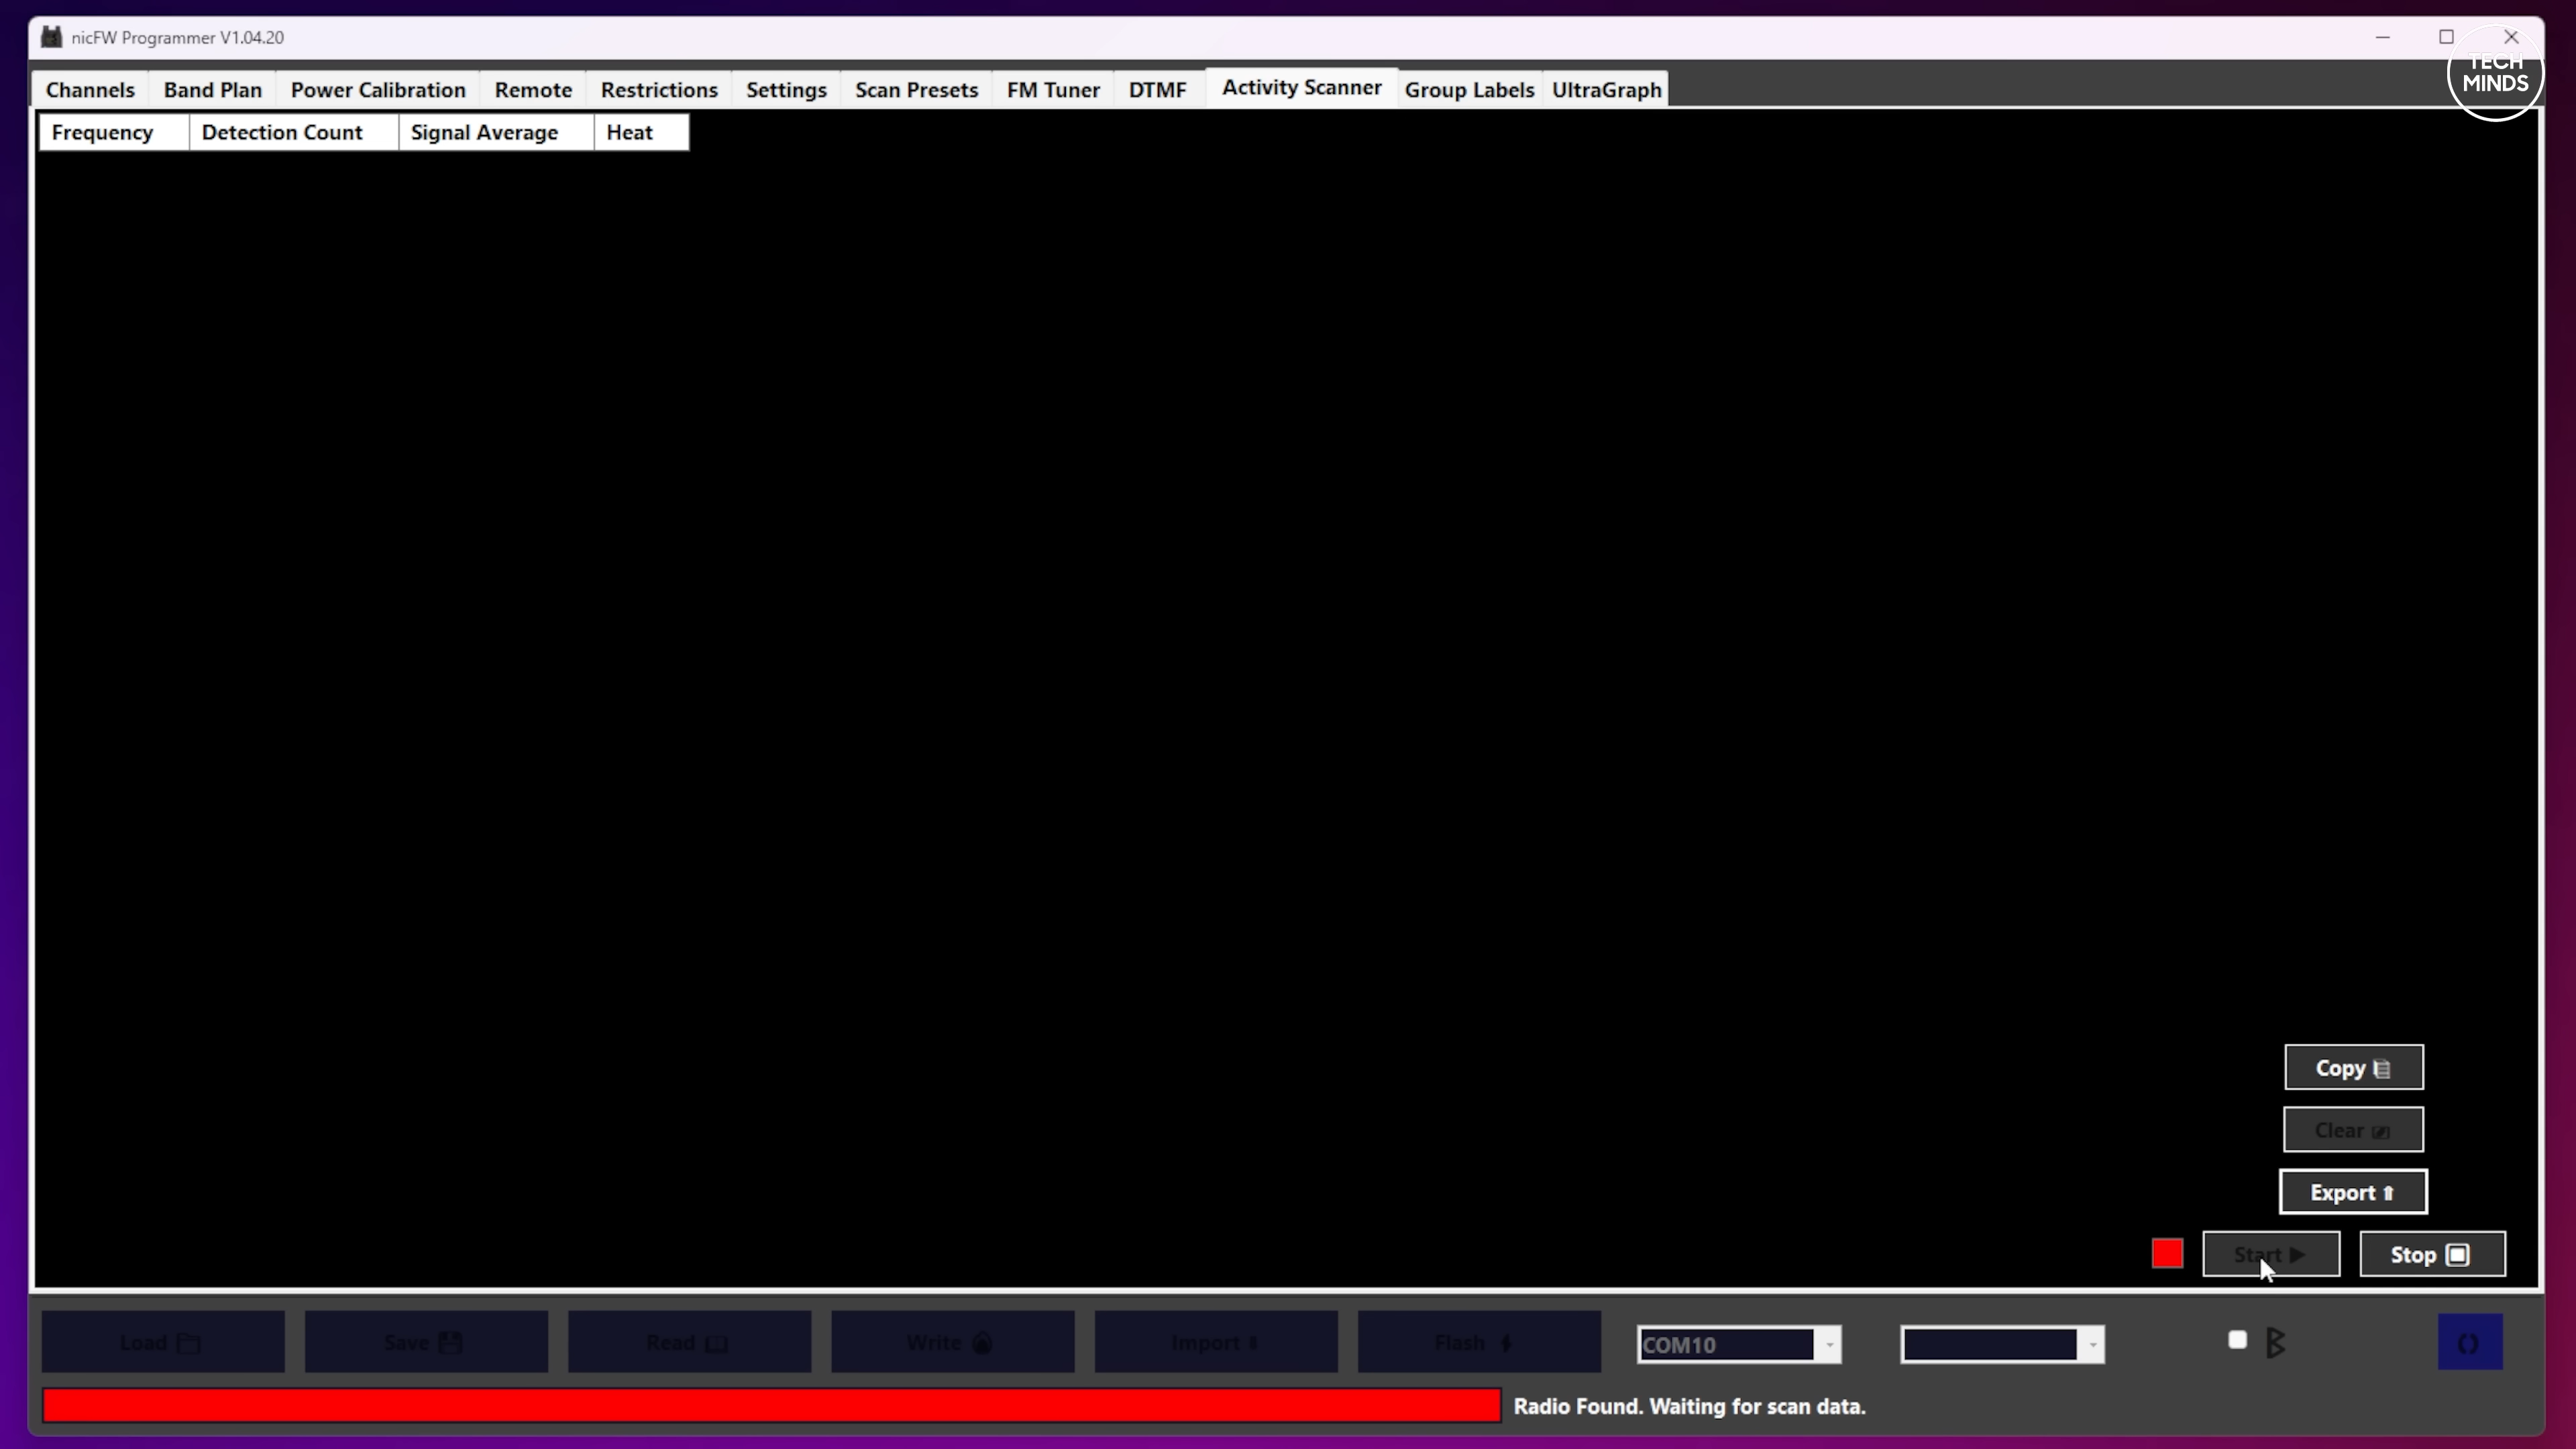 nicFW Programmer V1.04.20
TECH
MINDS
Channels Band Plan Power Calibration Remote Restrictions Settings Scan Presets FM Tuner DTMF Activity Scanner Group Labels UltraGraph
Frequency Detection Count Signal Average Heat
Copy
Clear
Export
Start Stop
Load Save Read Write Import Flash COM10
Radio Found. Waiting for scan data.